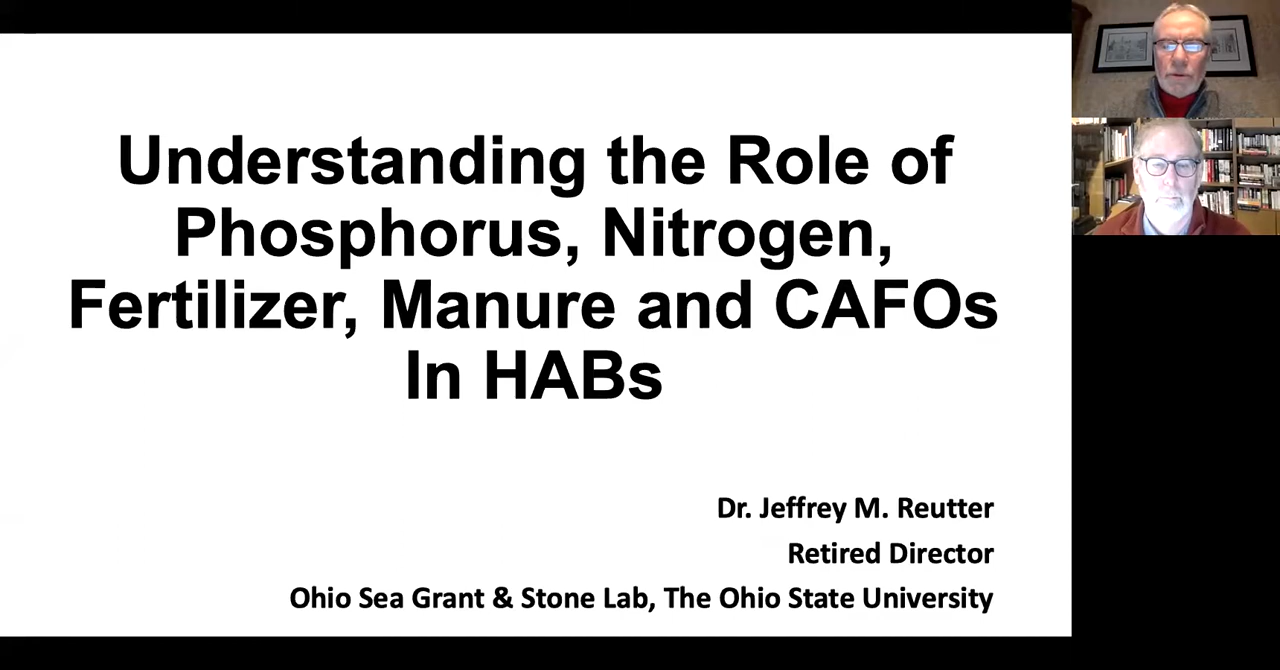 Understanding the Role of
Phosphorus, Nitrogen,
Fertilizer, Manure and CAFOs
In HABs
Dr. Jeffrey M. Reutter
Retired Director
Ohio Sea Grant & Stone Lab, The Ohio State University